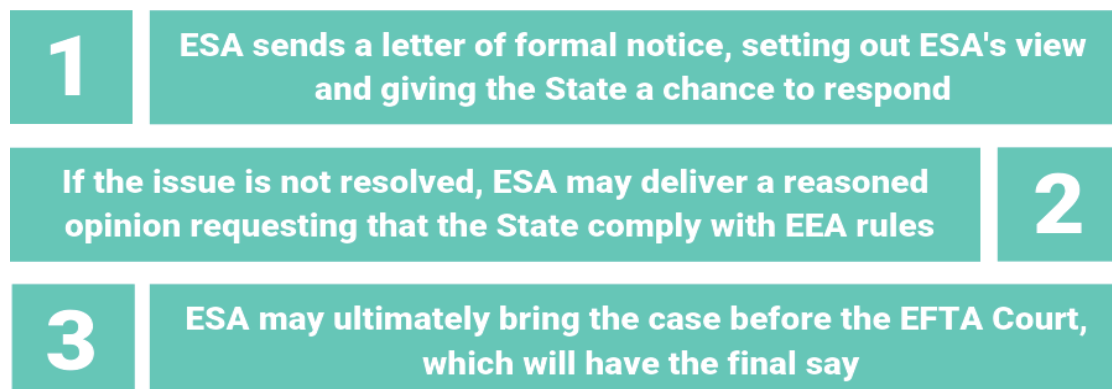 1
ESA sends a letter of formal notice, setting out ESA's view
and giving the State a chance to respond
If the issue is not resolved, ESA may deliver a reasoned
opinion requesting that the State comply with EEA rules
2
3
ESA may ultimately bring the case before the EFTA Court,
which will have the final say